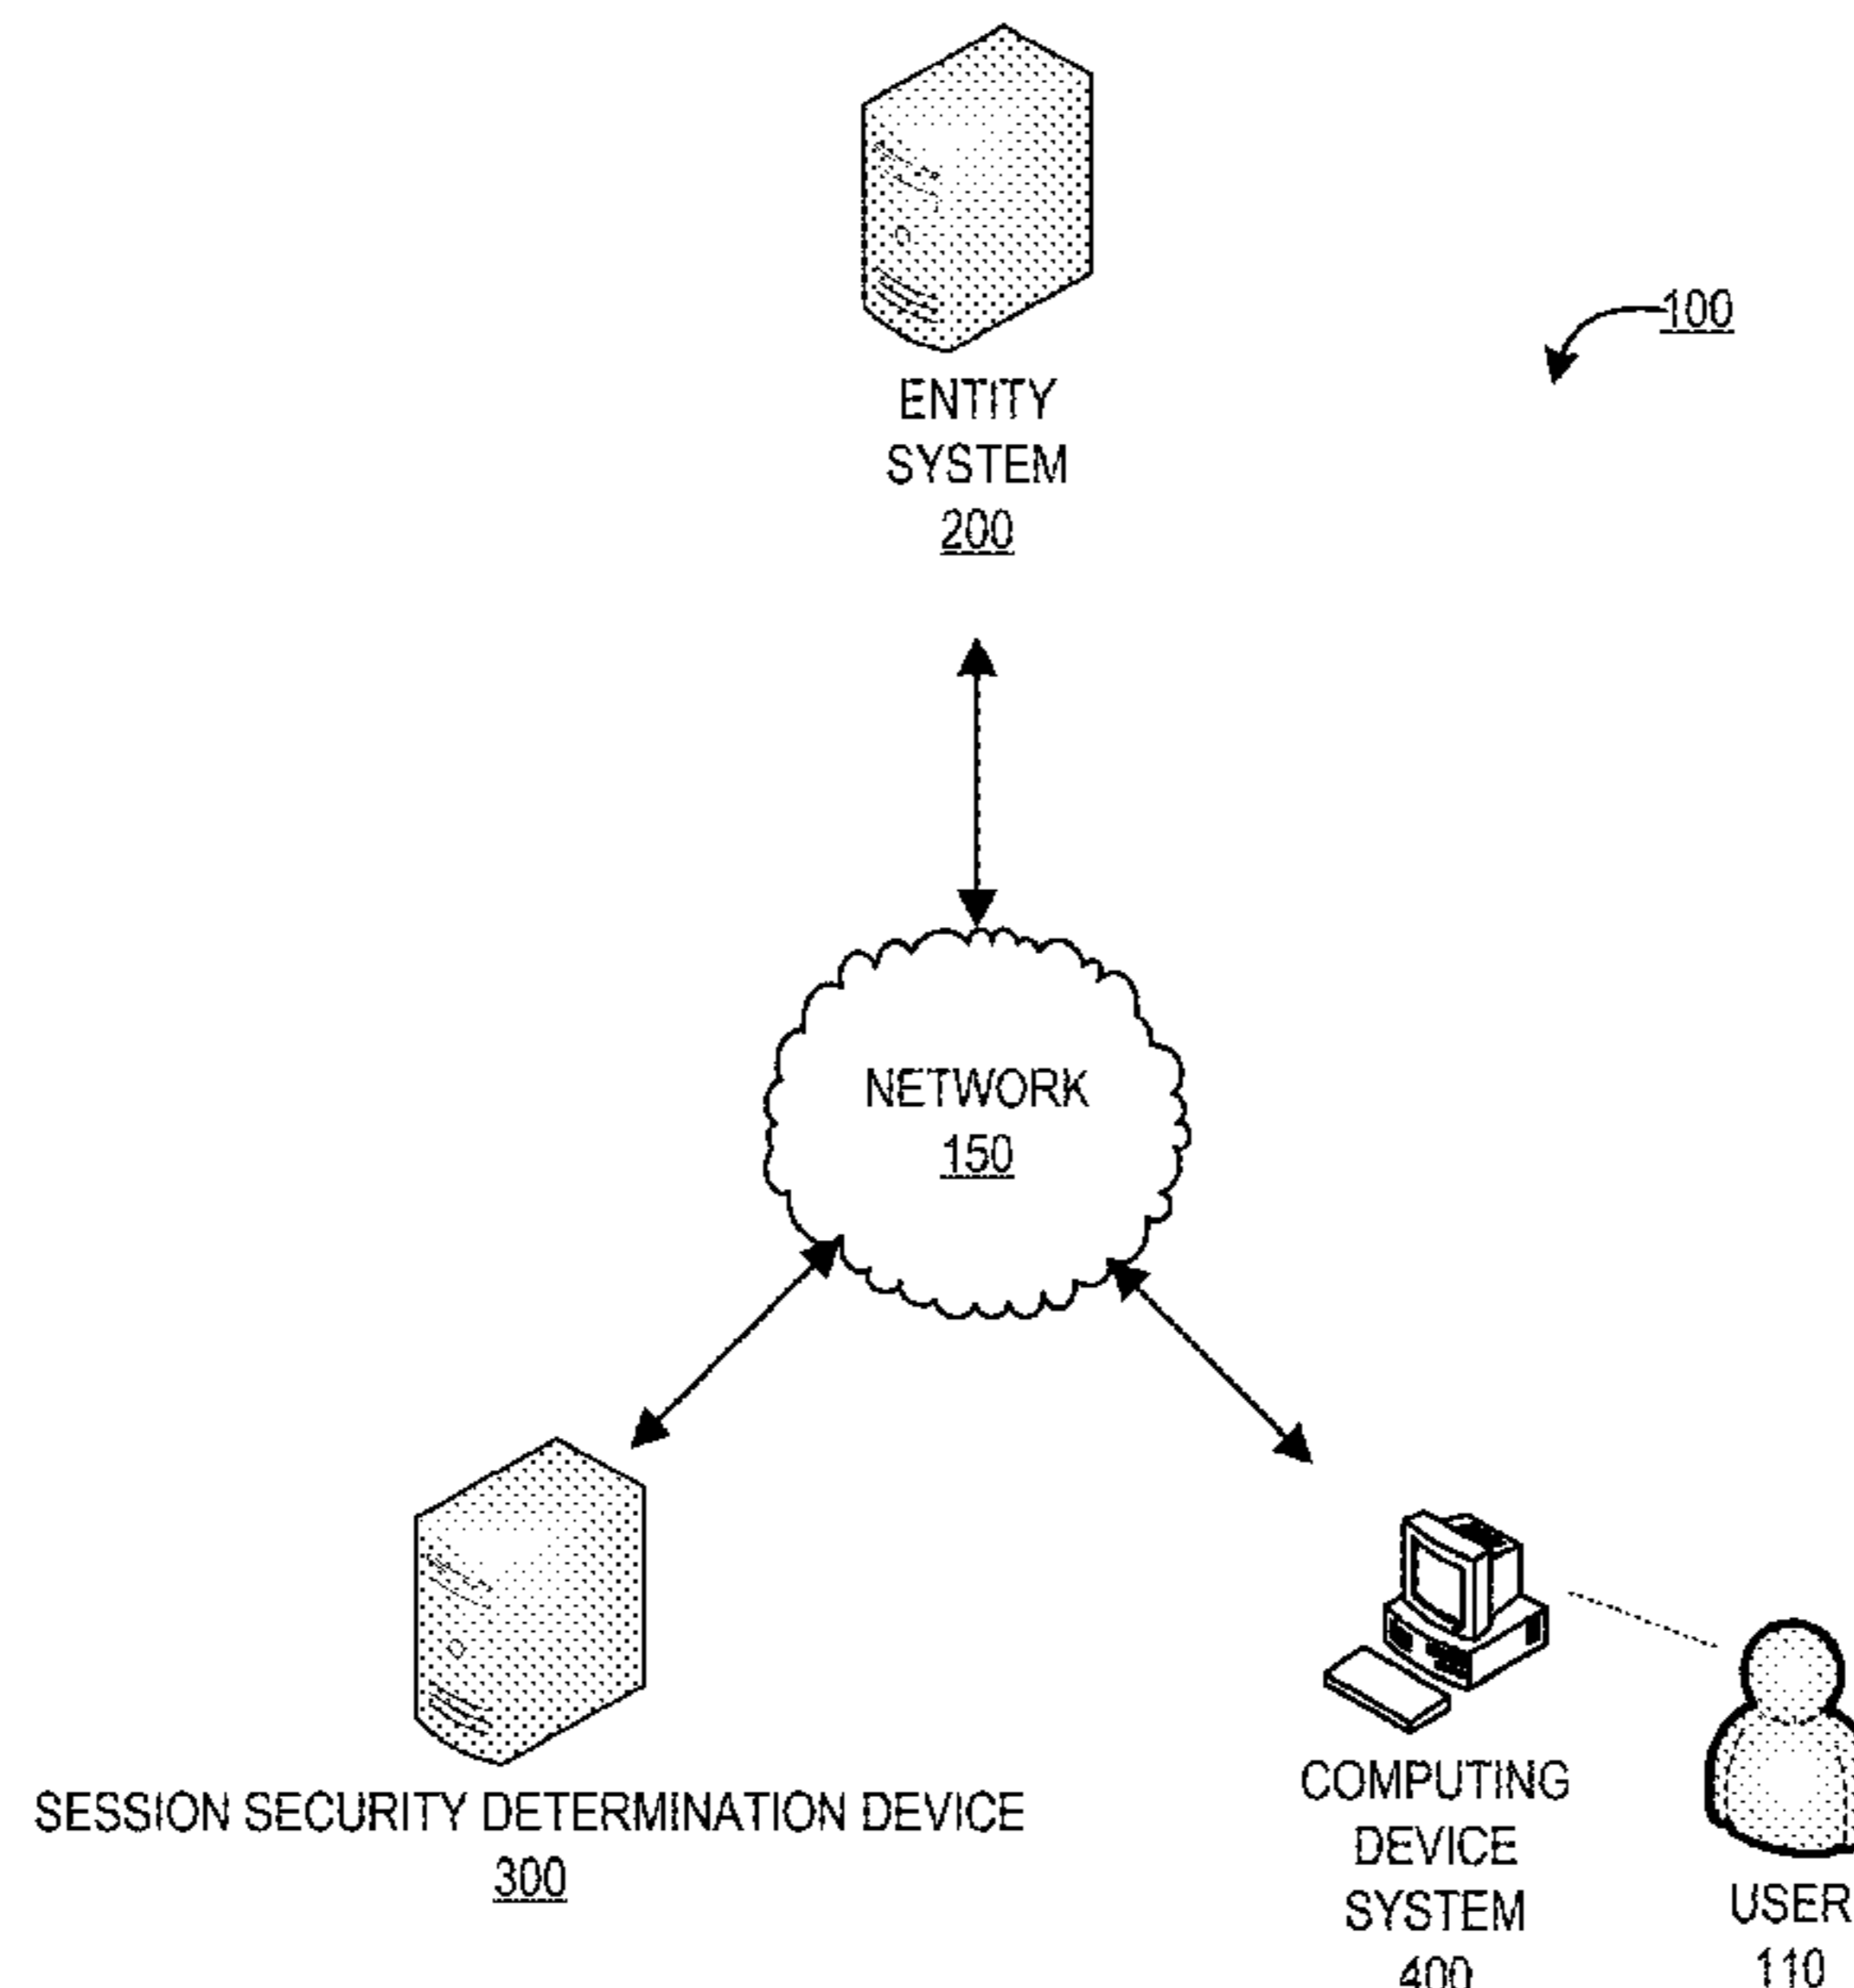 100
ENTITY
SYSTEM
200
NETWORK
150
SESSION SECURITY DETERMINATION DEVICE
300
COMPUTING
DEVICE
SYSTEM
400
USER
110